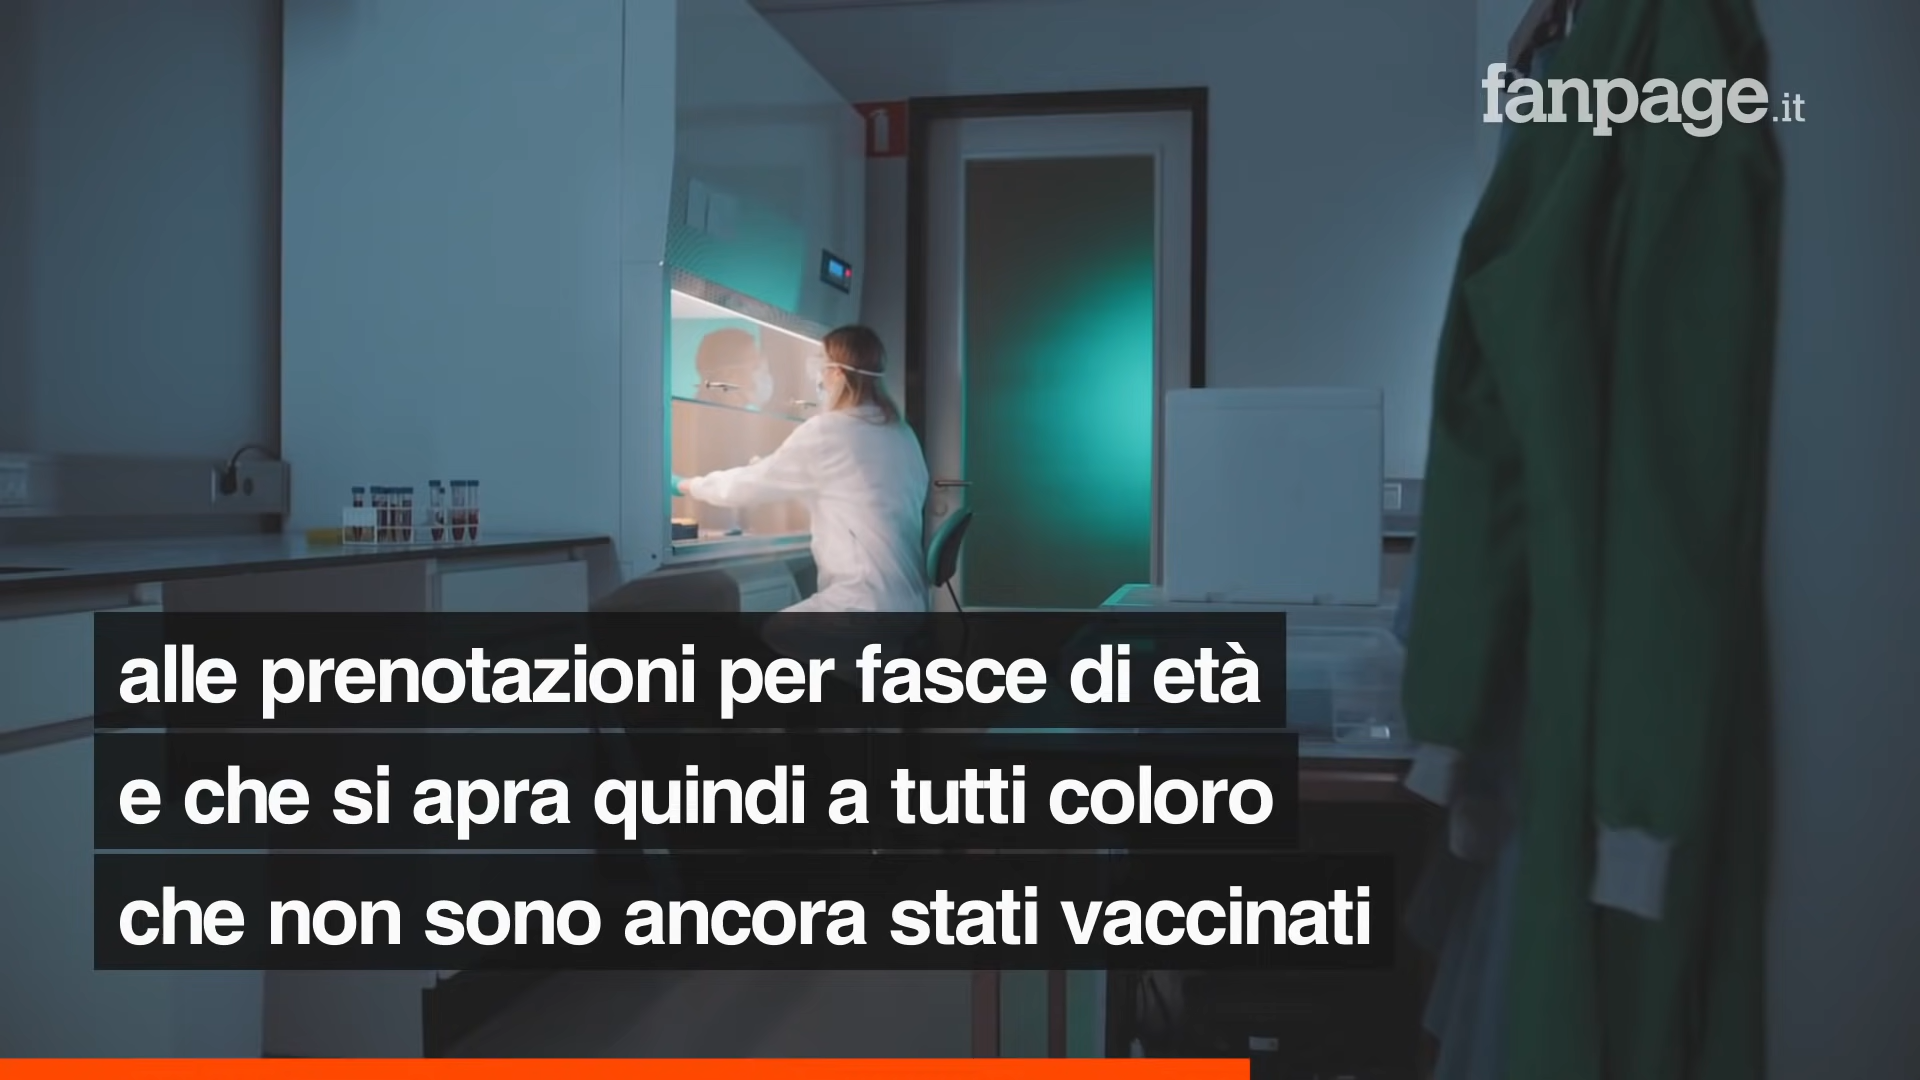 fanpage.it
alle prenotazioni per fasce di età
e che si apra quindi a tutti coloro
che non sono ancora stati vaccinati